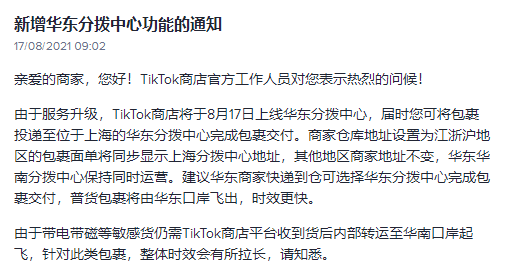 新增华东分拨中心功能的通知
17/08/2021 09:02
亲爱的商家，您好！TikTok商店官方工作人员对您表示热烈的问候！
由于服务升级，TikTok商店将于8月17日上线华东分拨中心，届时您可将包裹
投递至位于上海的华东分拨中心完成包裹交付。商家仓库地址设置为江浙沪地
区的包裹面单将同步显示上海分拨中心地址，其他地区商家地址不变，华东华
南分拨中心保持同时运营。建议华东商家快递到仓可选择华东分拨中心完成包
裹交付，普货包裹将由华东口岸飞出，时效更快。
由于带电带磁等敏感货仍需TikTok商店平台收到货后内部转运至华南口岸起
飞，针对此类包裹，整体时效会有所拉长，请知悉。